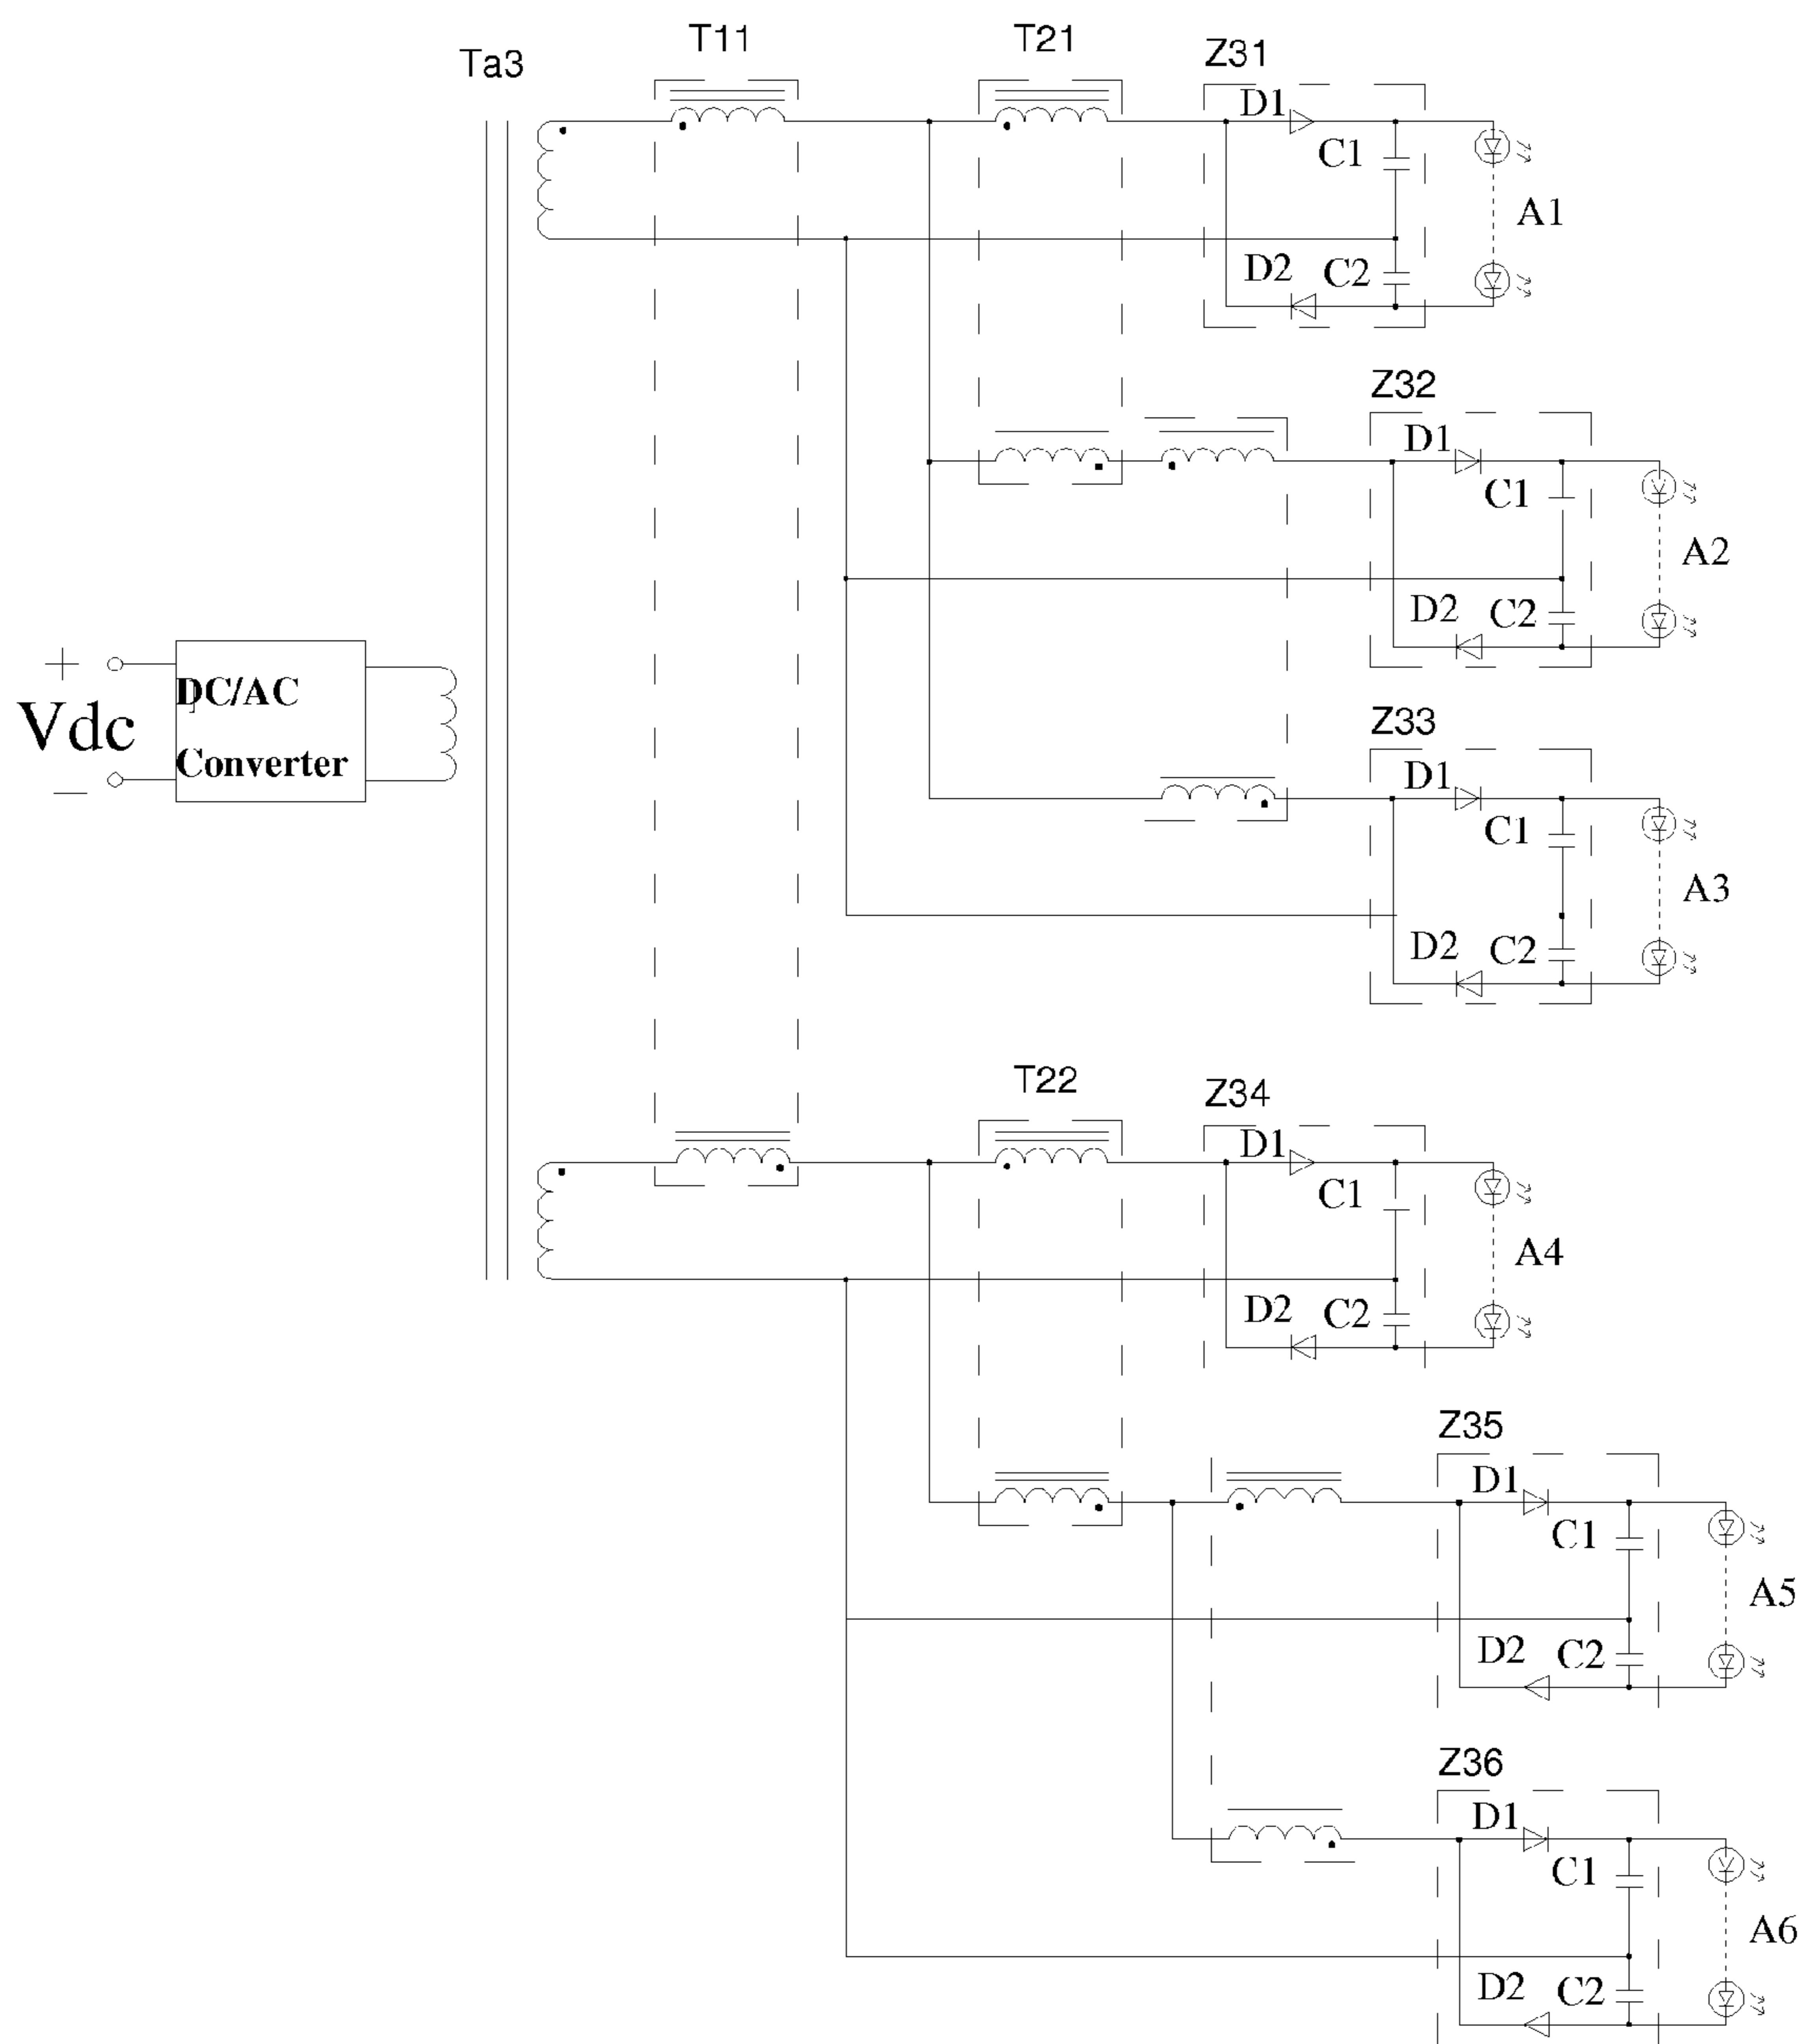 Ta3
T11
T21
Z31
D1
C1
A1
D2
C2
Z32
D1
C1
A2
D2
C2
+
Vdc
−
DC/AC
Converter
Z33
D1
C1
A3
D2
C2
T22
Z34
D1
C1
A4
D2
C2
Z35
D1
C1
A5
D2
C2
Z36
D1
C1
A6
D2
C2